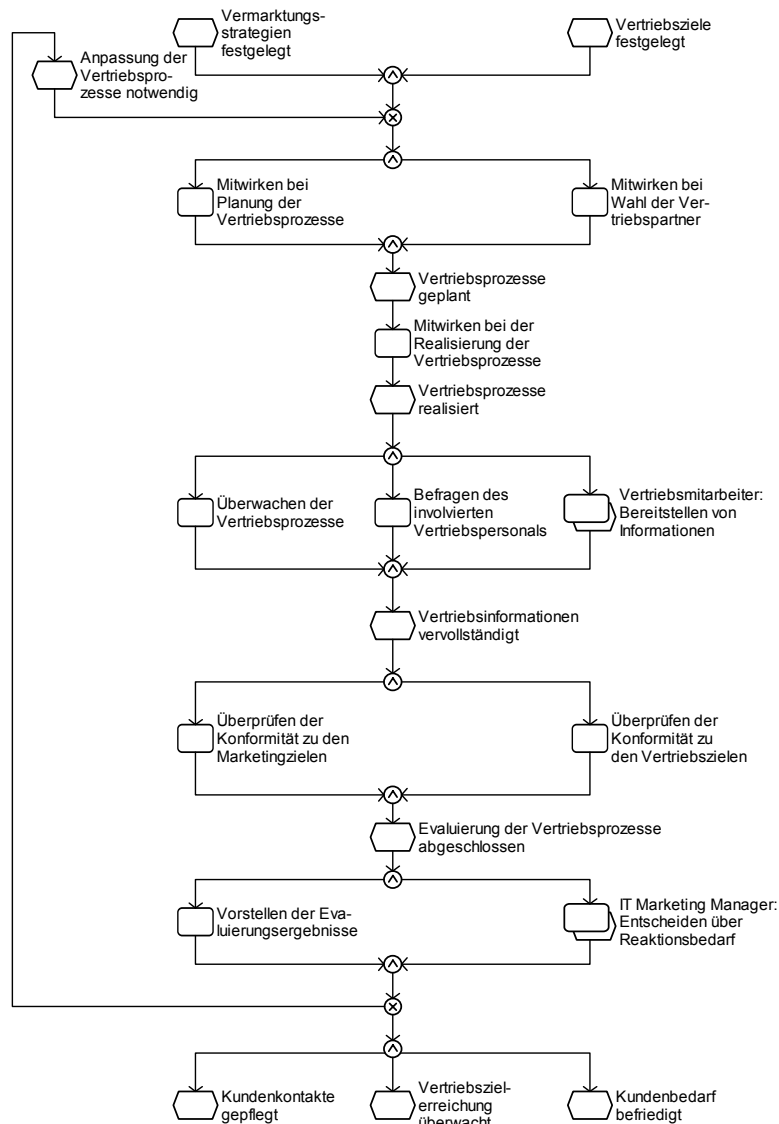 Vermarktungs-
strategien
festgelegt
Vertriebsziele
festgelegt
Anpassung der
Vertriebspro-
zesse notwendig
Mitwirken bei
Planung der
Vertriebsprozesse
Mitwirken bei
Wahl der Ver-
triebspartner
Vertriebsprozesse
geplant
Mitwirken bei der
Realisierung der
Vertriebsprozesse
Vertriebsprozesse
realisiert
Überwachen der
Vertriebsprozesse
Befragen des
involvierten
Vertriebspersonals
Vertriebsmitarbeiter:
Bereitstellen von
Informationen
Vertriebsinformationen
vervollständigt
Überprüfen der
Konformität zu den
Marketingzielen
Überprüfen der
Konformität zu
den Vertriebszielen
Evaluierung der Vertriebsprozesse
abgeschlossen
Vorstellen der Eva-
luierungsergebnisse
IT Marketing Manager:
Entscheiden über
Reaktionsbedarf
Kundenkontakte
gepflegt
Vertriebsziel-
erreichung
überwacht
Kundenbedarf
befriedigt